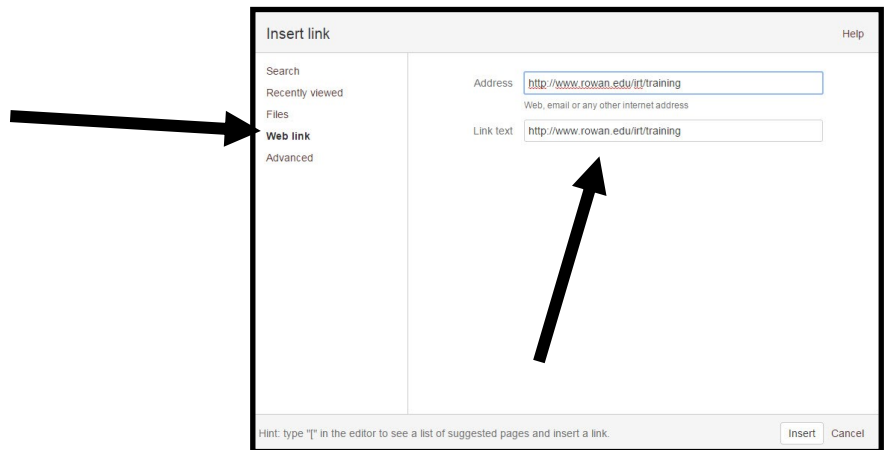 Insert link
Help
Search
Recently viewed
Files
Web link
Advanced
Address http://www.rowan.edu/irt/training
Web, email or any other internet address
Link text http://www.rowan.edu/irt/training
Hint: type "[" in the editor to see a list of suggested pages and insert a link.
Insert Cancel